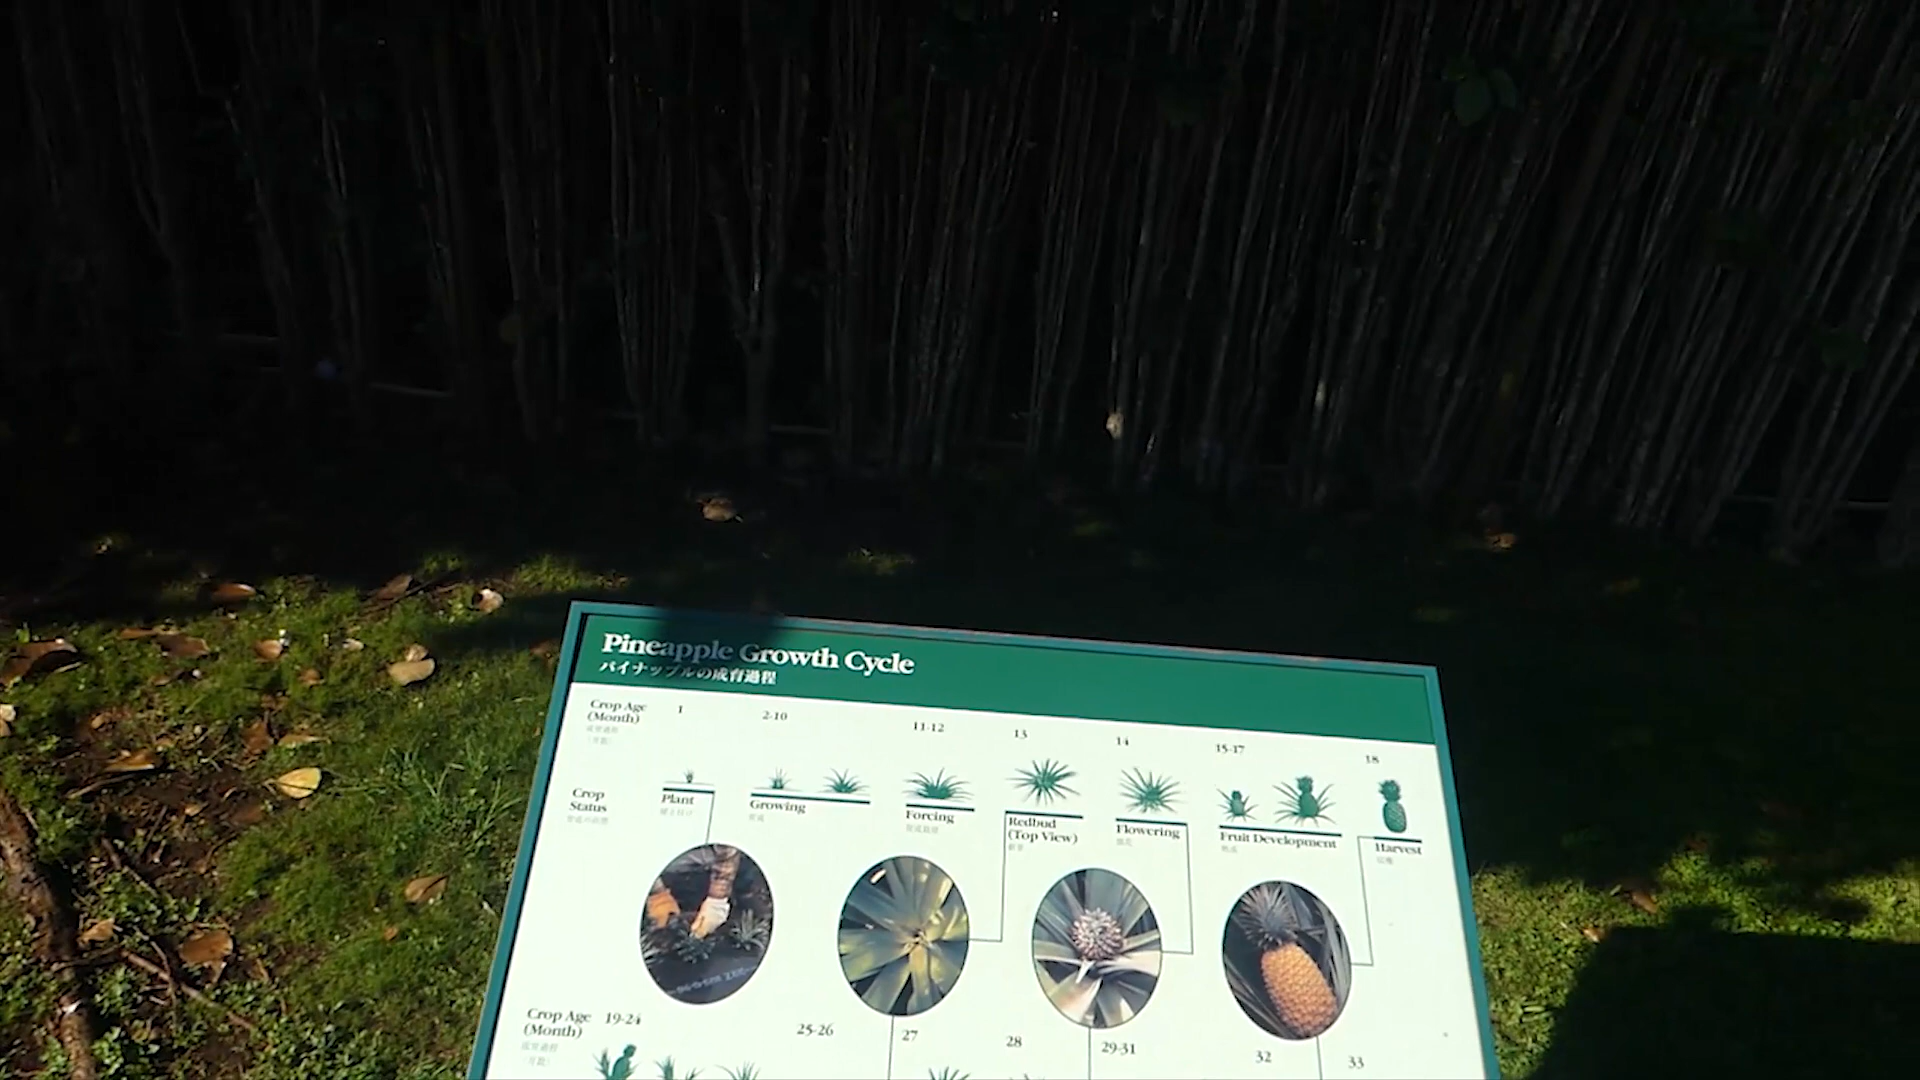 Pineapple Growth Cycle
パイナップルの成育過程
Crop Age
(Month)
1
2-10
11-12
13
14
15-17
18
Crop
Status
Plant
Growing
Forcing
Redbud
(Top View)
Flowering
Fruit Development
Harvest
Crop Age
(Month)
19-24
25-26
27
28
29-31
32
33